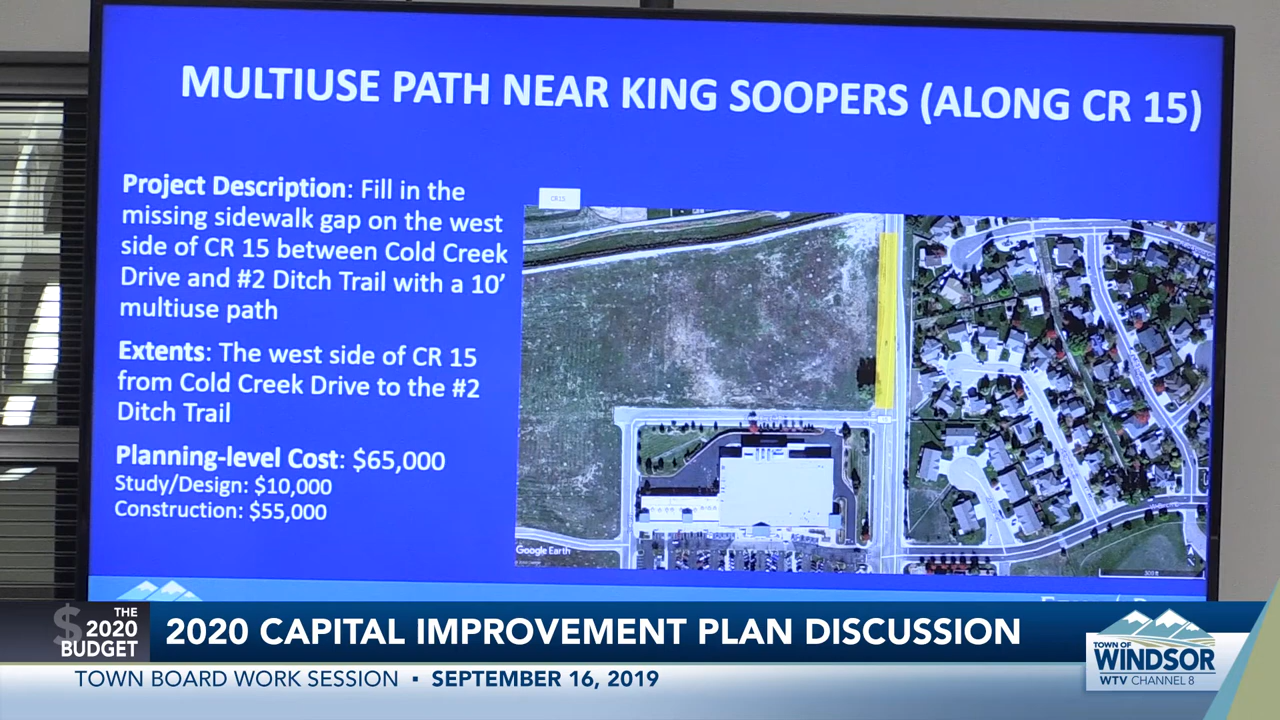 MULTIUSE PATH NEAR KING SOOPERS (ALONG CR 15)
Project Description: Fill in the
missing sidewalk gap on the west
side of CR 15 between Cold Creek
Drive and #2 Ditch Trail with a 10’
multiuse path
Extents: The west side of CR 15
from Cold Creek Drive to the #2
Ditch Trail
Planning-level Cost: $65,000
Study/Design: $10,000
Construction: $55,000
CR 15
Google Earth
300 ft
$ THE
2020
BUDGET
2020 CAPITAL IMPROVEMENT PLAN DISCUSSION
TOWN BOARD WORK SESSION ▪ SEPTEMBER 16, 2019
TOWN OF
WINDSOR
WTV CHANNEL 8